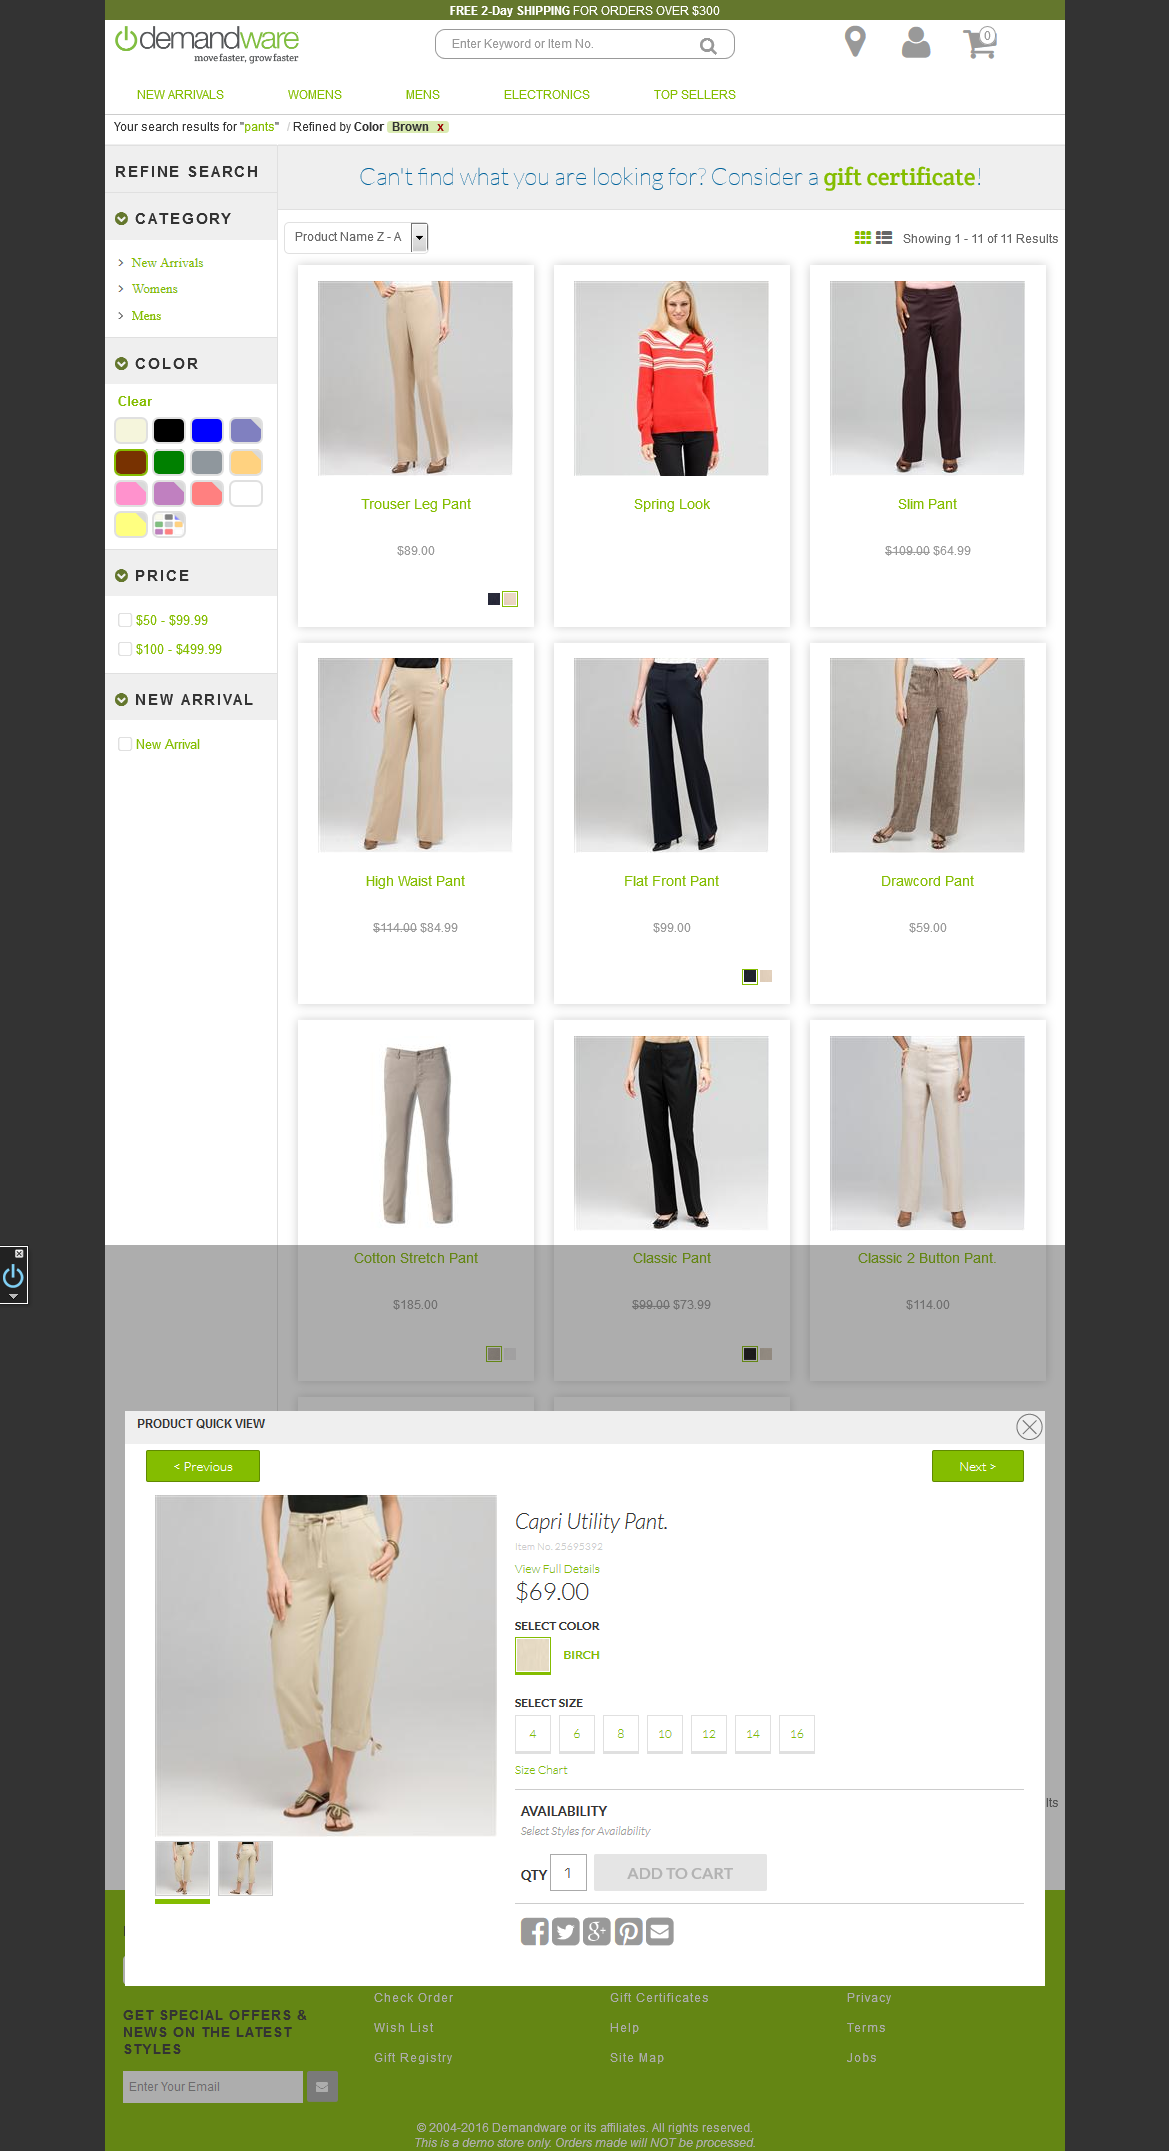 FREE 2-Day SHIPPING FOR ORDERS OVER $300
demandware
move faster, grow faster
Enter Keyword or Item No.
0
NEW ARRIVALS
WOMENS
MENS
ELECTRONICS
TOP SELLERS
Your search results for "pants" / Refined by Color Brown x
REFINE SEARCH
CATEGORY
New Arrivals
Womens
Mens
COLOR
Clear
PRICE
$50 - $99.99
$100 - $499.99
NEW ARRIVAL
New Arrival
Can't find what you are looking for? Consider a gift certificate!
Product Name Z - A
Showing 1 - 11 of 11 Results
Trouser Leg Pant
$89.00
Spring Look
Slim Pant
$109.00 $64.99
High Waist Pant
$114.00 $84.99
Flat Front Pant
$99.00
Drawcord Pant
$59.00
Cotton Stretch Pant
$185.00
Classic Pant
$99.00 $73.99
Classic 2 Button Pant.
$114.00
PRODUCT QUICK VIEW
< Previous
Next >
Capri Utility Pant.
Item No. 25695392
View Full Details
$69.00
SELECT COLOR
BIRCH
SELECT SIZE
4 6 8 10 12 14 16
Size Chart
AVAILABILITY
Select Styles for Availability
QTY 1 ADD TO CART
lts
GET SPECIAL OFFERS &
NEWS ON THE LATEST
STYLES
Enter Your Email
Check Order
Wish List
Gift Registry
Gift Certificates
Help
Site Map
Privacy
Terms
Jobs
© 2004-2016 Demandware or its affiliates. All rights reserved.
This is a demo store only. Orders made will NOT be processed.